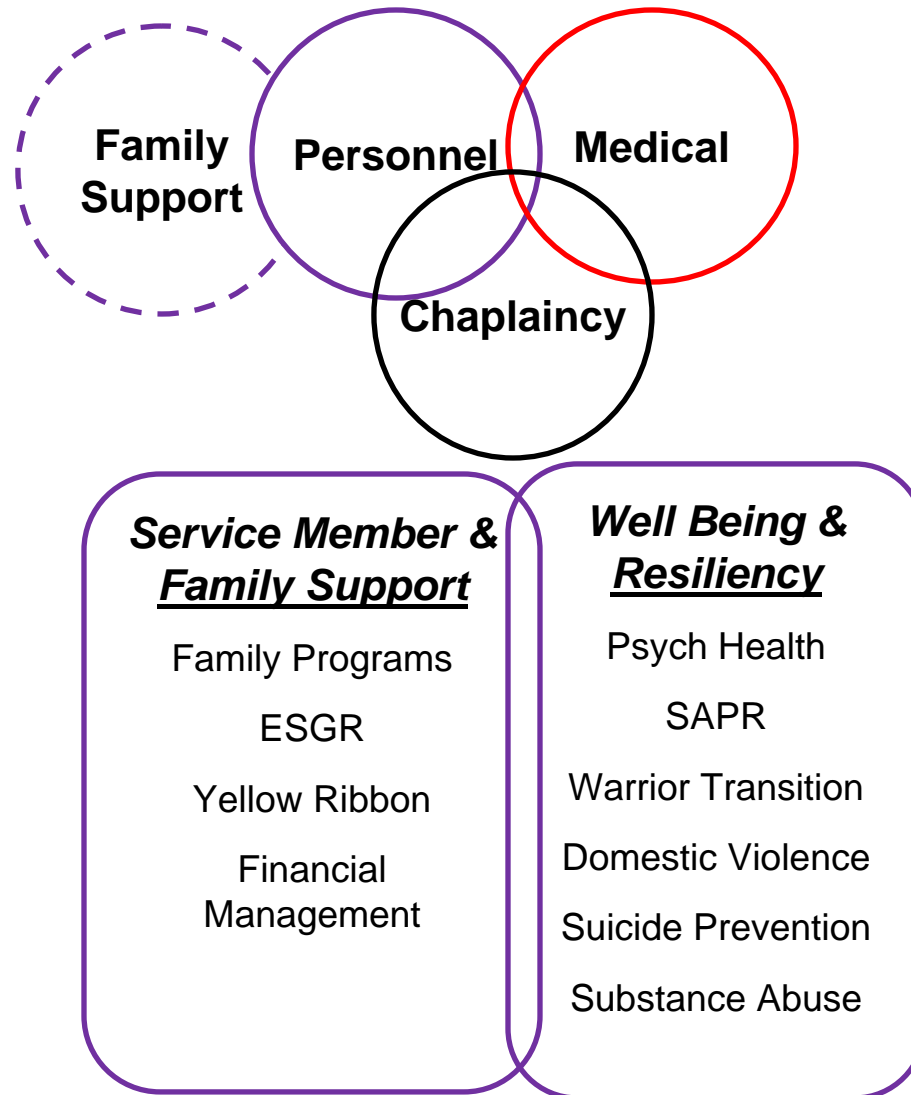 Family
Support
Personnel
Medical
Chaplaincy
Service Member &
Family Support
Family Programs
ESGR
Yellow Ribbon
Financial
Management
Well Being &
Resiliency
Psych Health
SAPR
Warrior Transition
Domestic Violence
Suicide Prevention
Substance Abuse